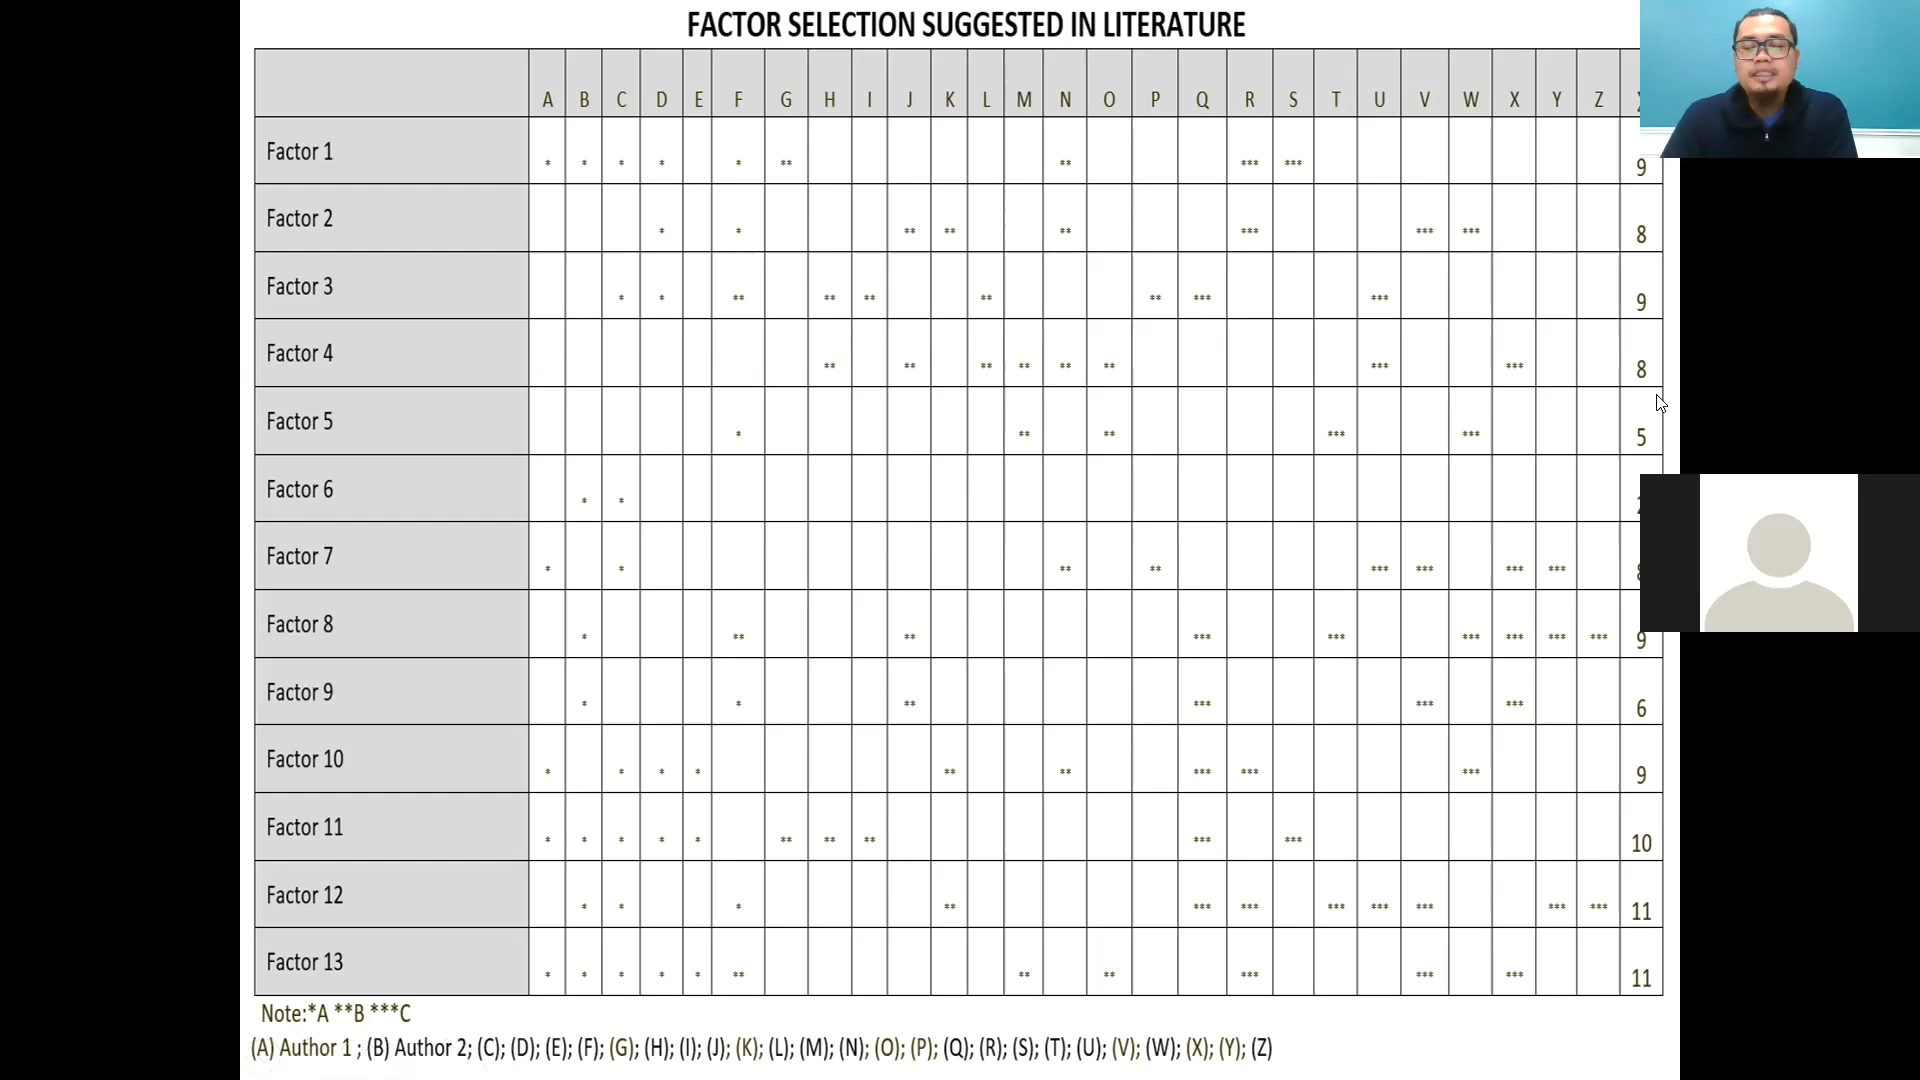 FACTOR SELECTION SUGGESTED IN LITERATURE
A B C D E F G H I J K L M N O P Q R S T U V W X Y Z
Factor 1 * * * * * ** ** *** *** 9
Factor 2 * * ** ** ** *** *** *** 8
Factor 3 * * ** ** ** ** ** *** *** 9
Factor 4 ** ** ** ** ** ** *** *** 8
Factor 5 * ** ** *** *** 5
Factor 6 * *
Factor 7 * * ** ** *** *** *** ***
Factor 8 * ** ** *** *** *** *** *** *** 9
Factor 9 * * ** *** *** *** 6
Factor 10 * * * * ** ** *** *** *** 9
Factor 11 * * * * * ** ** ** *** *** 10
Factor 12 * * * ** *** *** *** *** *** *** *** 11
Factor 13 * * * * * ** ** ** *** *** *** 11
Note:*A **B ***C
(A) Author 1 ; (B) Author 2; (C); (D); (E); (F); (G); (H); (I); (J); (K); (L); (M); (N); (O); (P); (Q); (R); (S); (T); (U); (V); (W); (X); (Y); (Z)